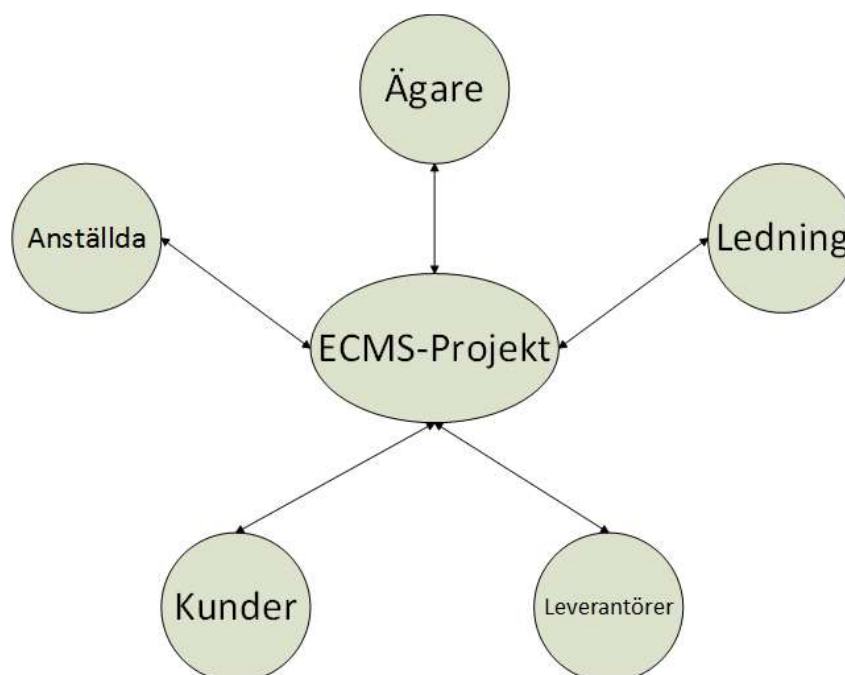 Ägare
Anställda
Ledning
ECMS-Projekt
Kunder
Leverantörer